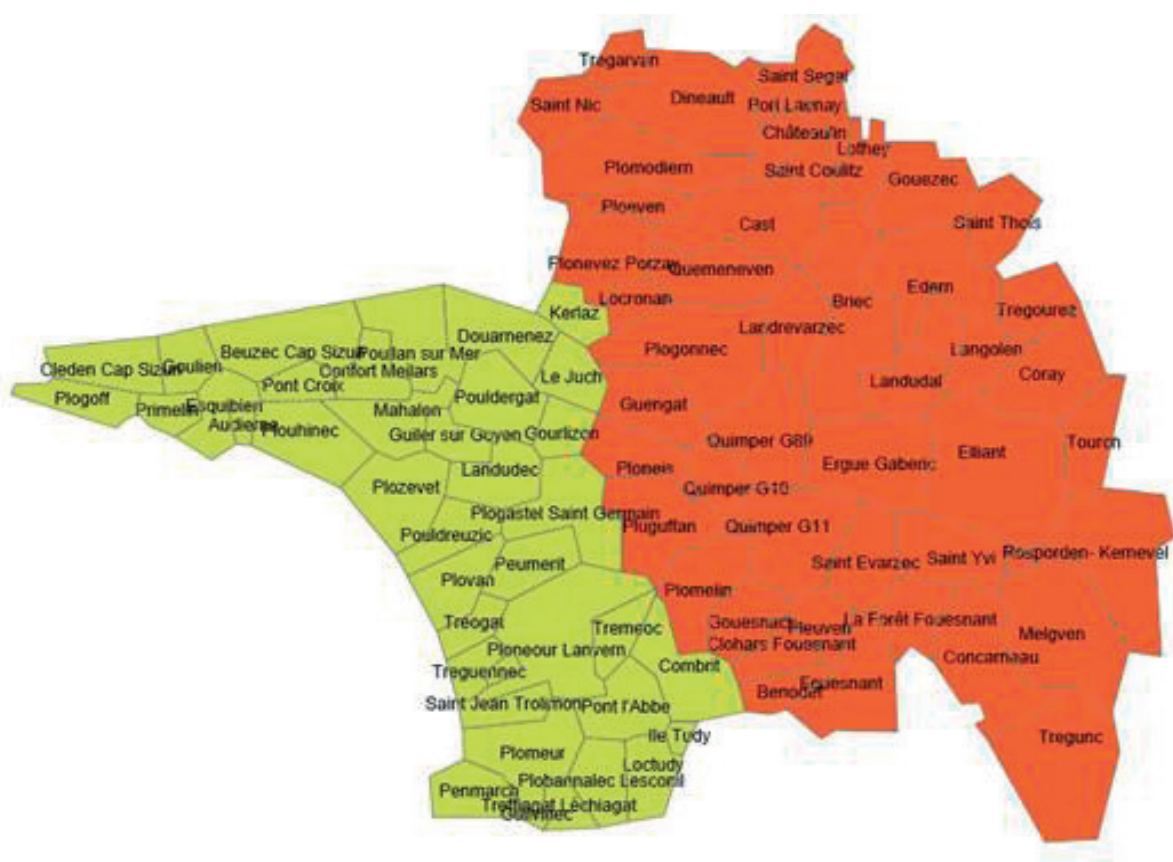 Tregarvan
Saint Segal
Dineault
Saint Nic
Port Launay
Châteaulin
Lothey
Plomodiern
Saint Coulitz
Gouezec
Ploeven
Cast
Saint Thois
Plonevez Porzay
Quemeneven
Edern
Locronan
Briec
Tregourez
Kerlaz
Landrevarzec
Douarnenez
Plogonnec
Langolen
Beuzec Cap Sizun
Poullan sur Mer
Cleden Cap Sizun
Goulien
Confort Meilars
Le Juch
Coray
Landudal
Pont Croix
Plogoff
Pouldergat
Guengat
Esquibien
Primelin
Mahalon
Audierne
Plouhinec
Guiler sur Goyen
Gourlizon
Quimper G89
Tourch
Elliant
Landudec
Ploneis
Ergue Gaberic
Plozevet
Quimper G10
Plogastel Saint Germain
Pluguffan
Quimper G11
Pouldreuzic
Rosporden- Kernevel
Peumerit
Saint Evarzec
Saint Yvi
Plovan
Plomelin
Treogat
Tremeoc
Gouesnach
Pleuven
La Forêt Fouesnant
Melgven
Ploneour Lanvern
Clohars Fouesnant
Combrit
Concarneau
Treguennec
Benodet
Fouesnant
Saint Jean Trolimon
Pont l'Abbe
Ile Tudy
Tregunc
Plomeur
Loctudy
Plobannalec Lesconil
Penmarch
Treffiagat Lechiagat
Guilvinec